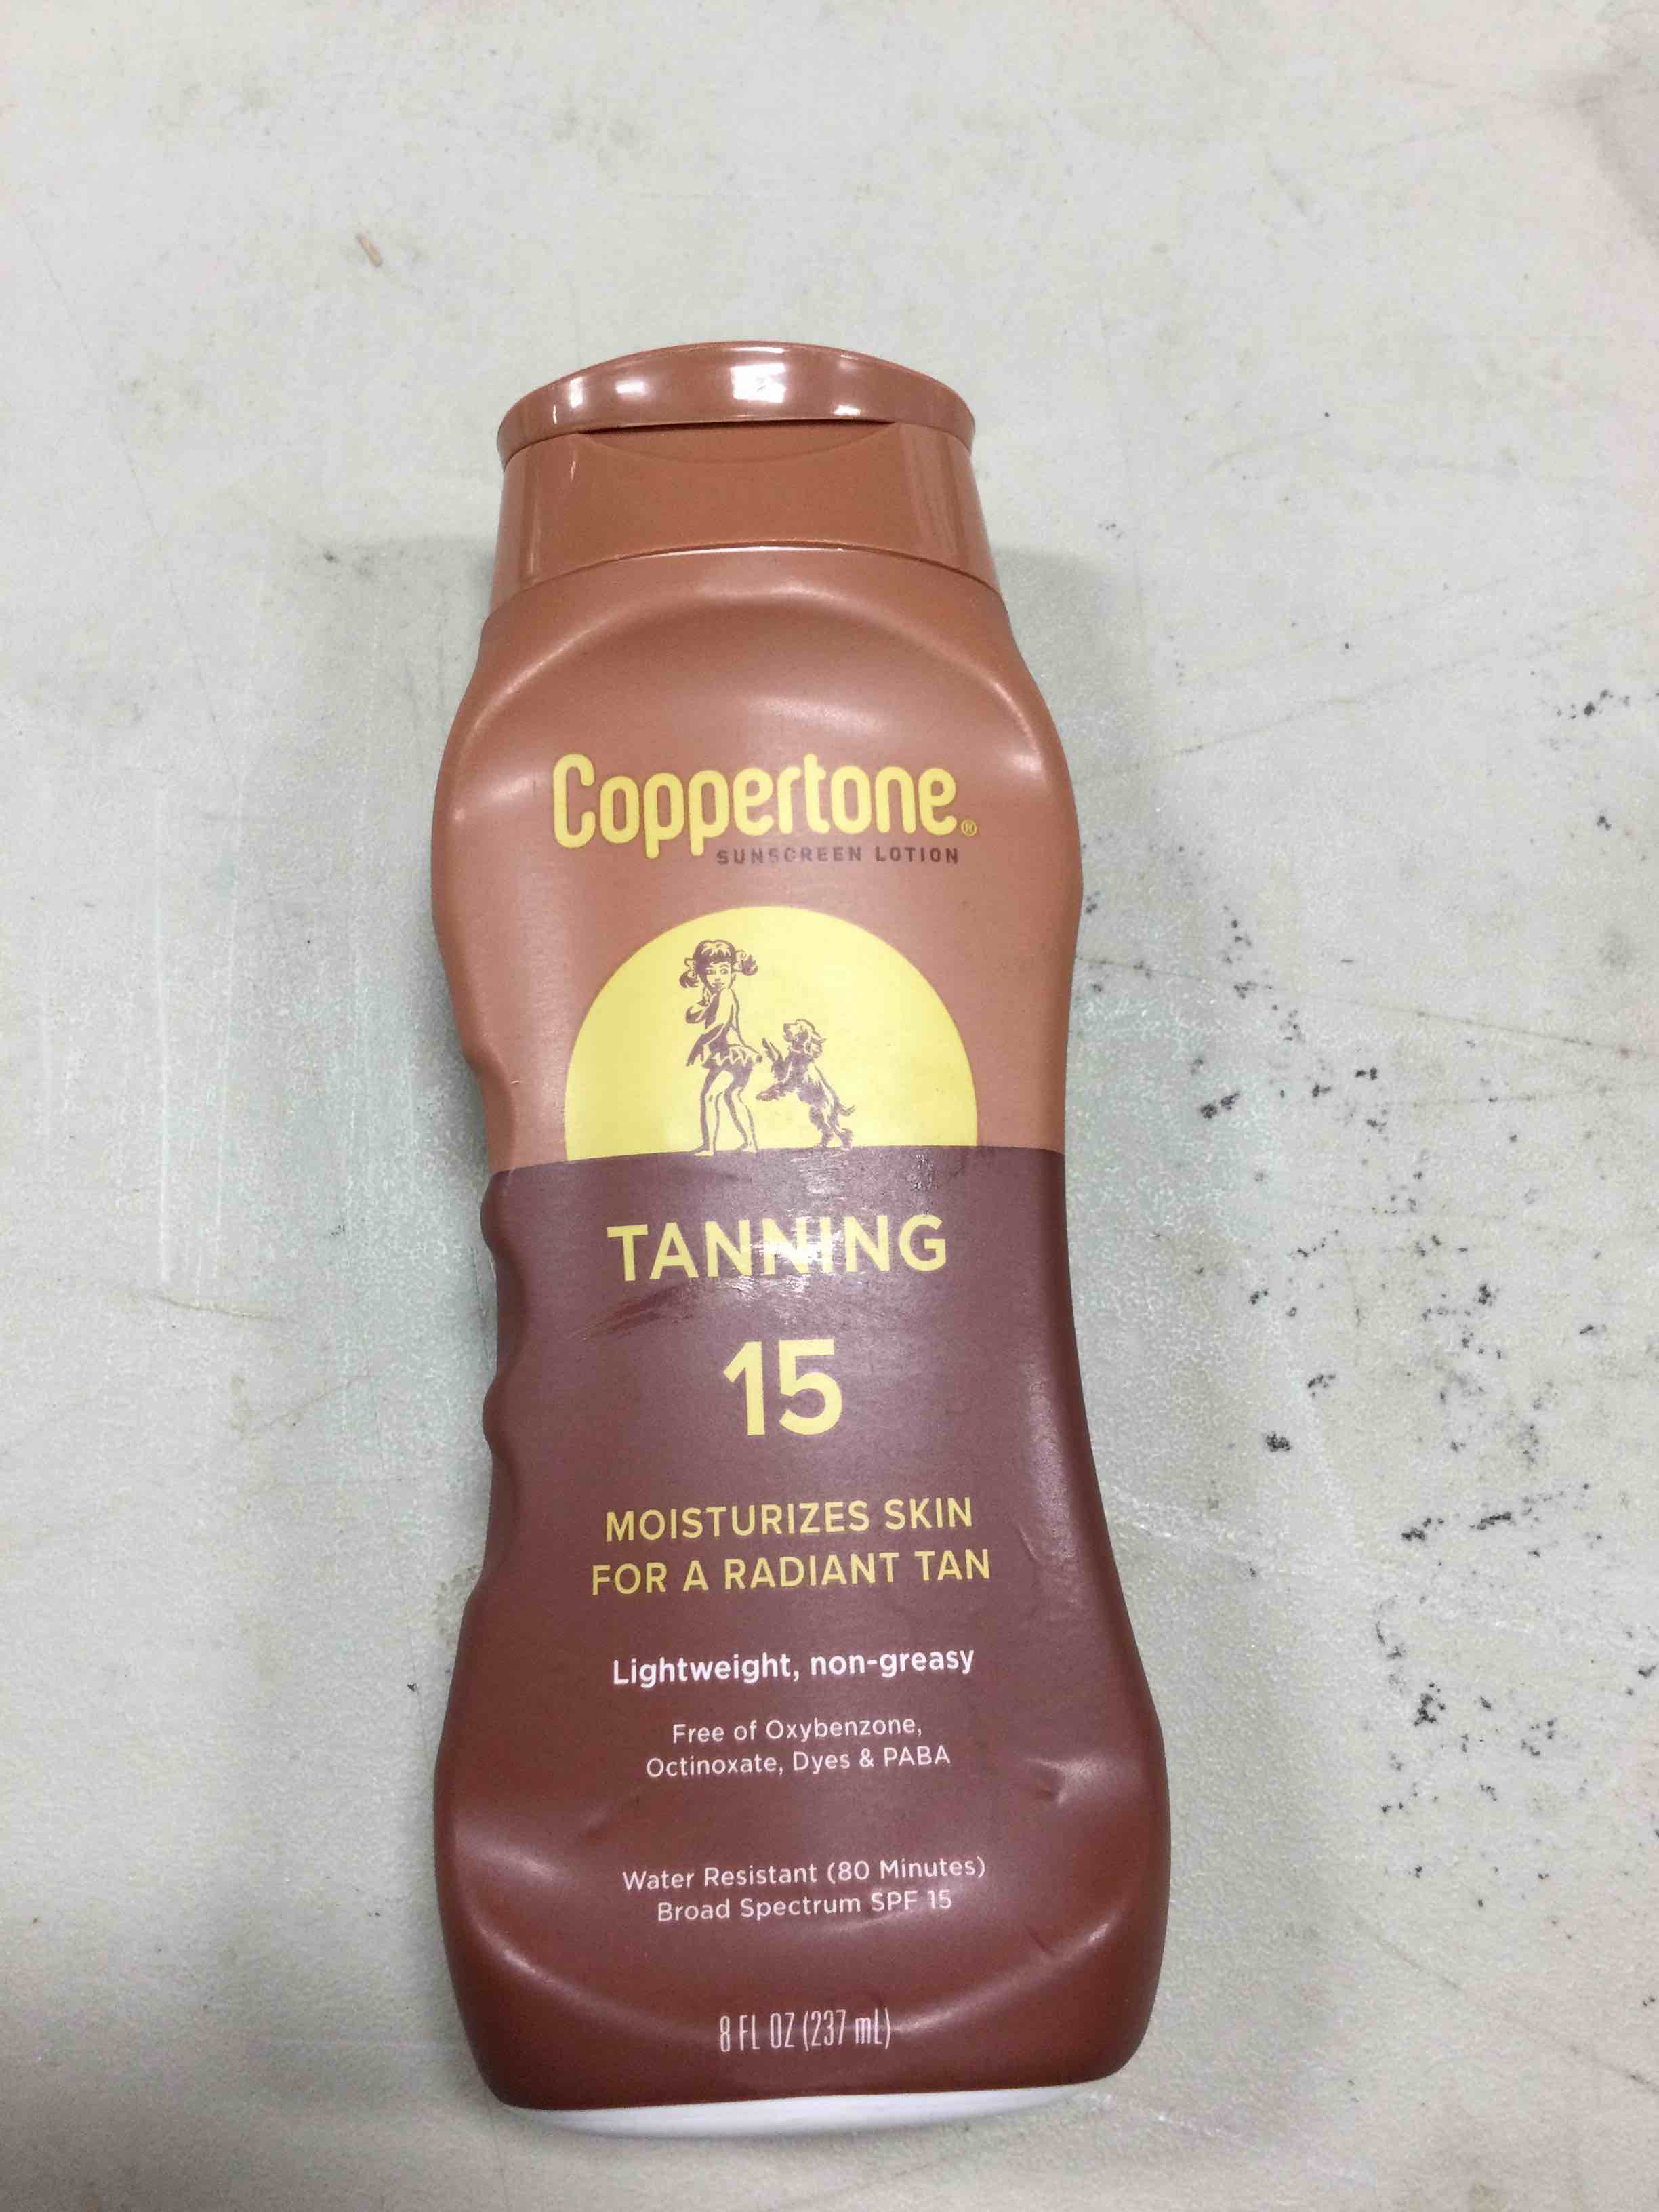 Coppertone®
SUNSCREEN LOTION
TANNING
15
MOISTURIZES SKIN
FOR A RADIANT TAN
Lightweight, non-greasy
Free of Oxybenzone,
Octinoxate, Dyes & PABA
Water Resistant (80 Minutes)
Broad Spectrum SPF 15
8 FL OZ (237 mL)